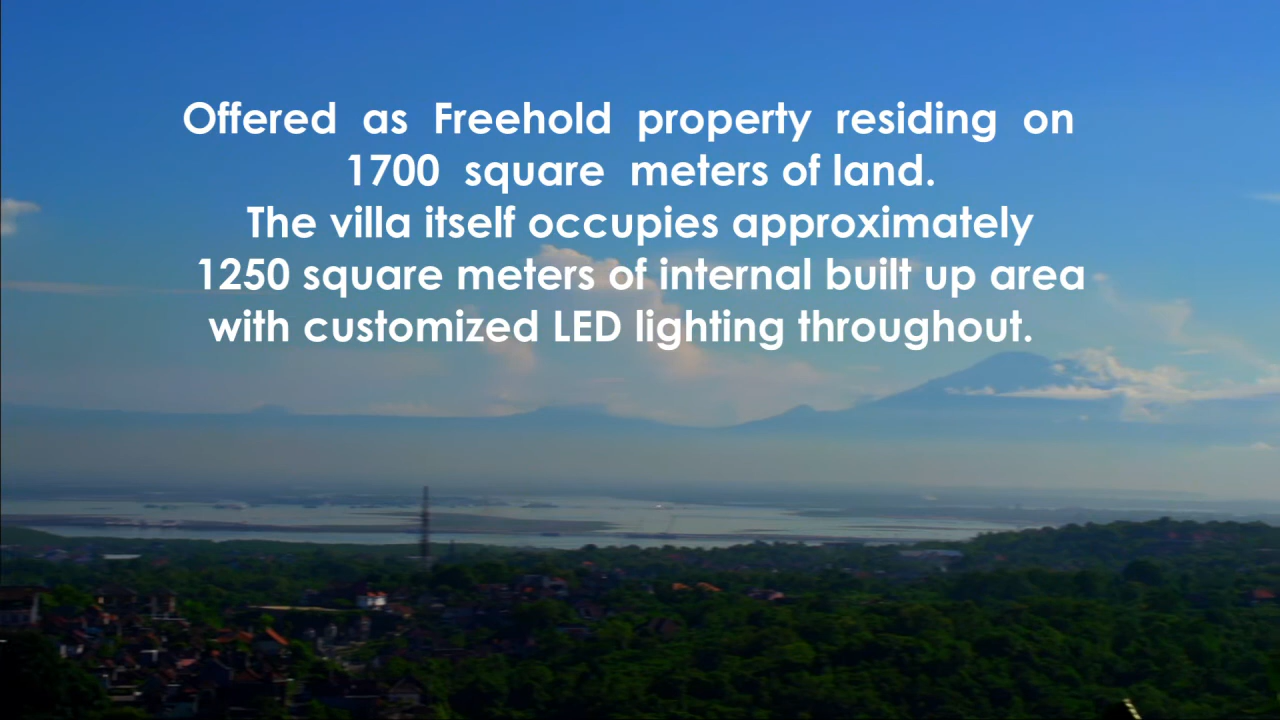 Offered as Freehold property residing on
1700 square meters of land.
The villa itself occupies approximately
1250 square meters of internal built up area
with customized LED lighting throughout.